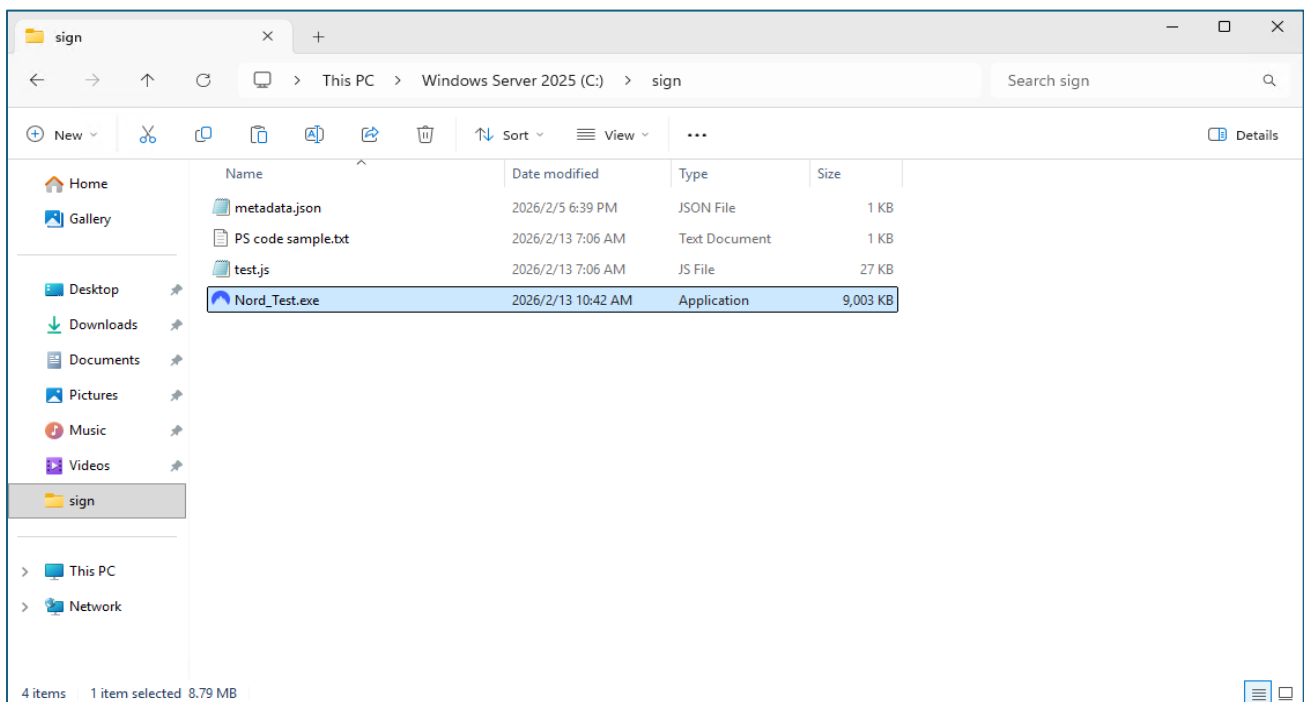 sign
This PC > Windows Server 2025 (C:) > sign
Search sign
New
Sort
View
...
Details
Home
Gallery
Desktop
Downloads
Documents
Pictures
Music
Videos
sign
This PC
Network
Name Date modified Type Size
metadata.json 2026/2/5 6:39 PM JSON File 1 KB
PS code sample.txt 2026/2/13 7:06 AM Text Document 1 KB
test.js 2026/2/13 7:06 AM JS File 27 KB
Nord_Test.exe 2026/2/13 10:42 AM Application 9,003 KB
4 items 1 item selected 8.79 MB